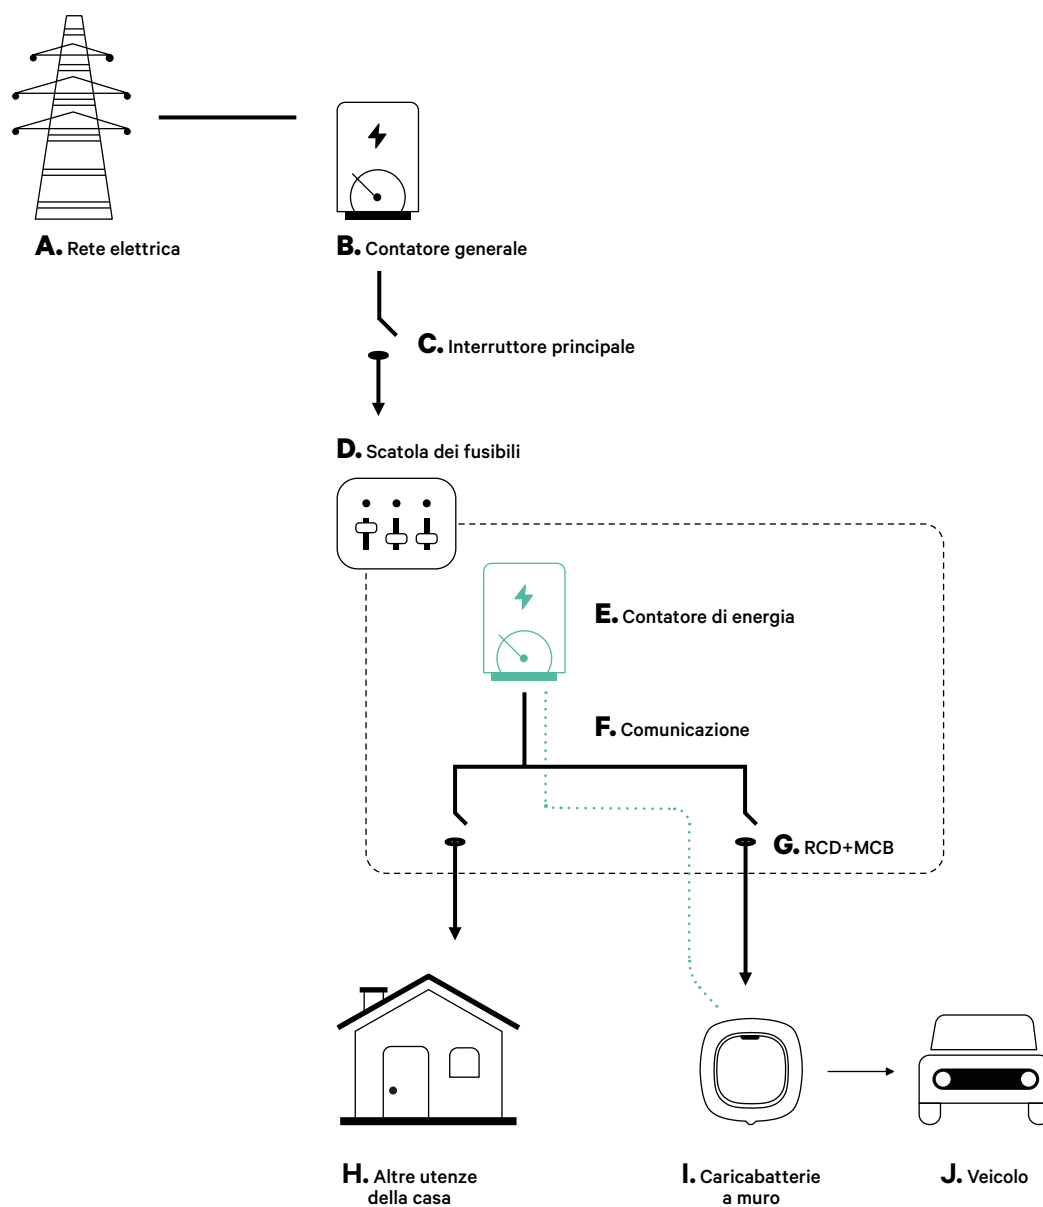 A. Rete elettrica
B. Contatore generale
C. Interruttore principale
D. Scatola dei fusibili
E. Contatore di energia
F. Comunicazione
G. RCD+MCB
H. Altre utenze
della casa
I. Caricabatterie
a muro
J. Veicolo